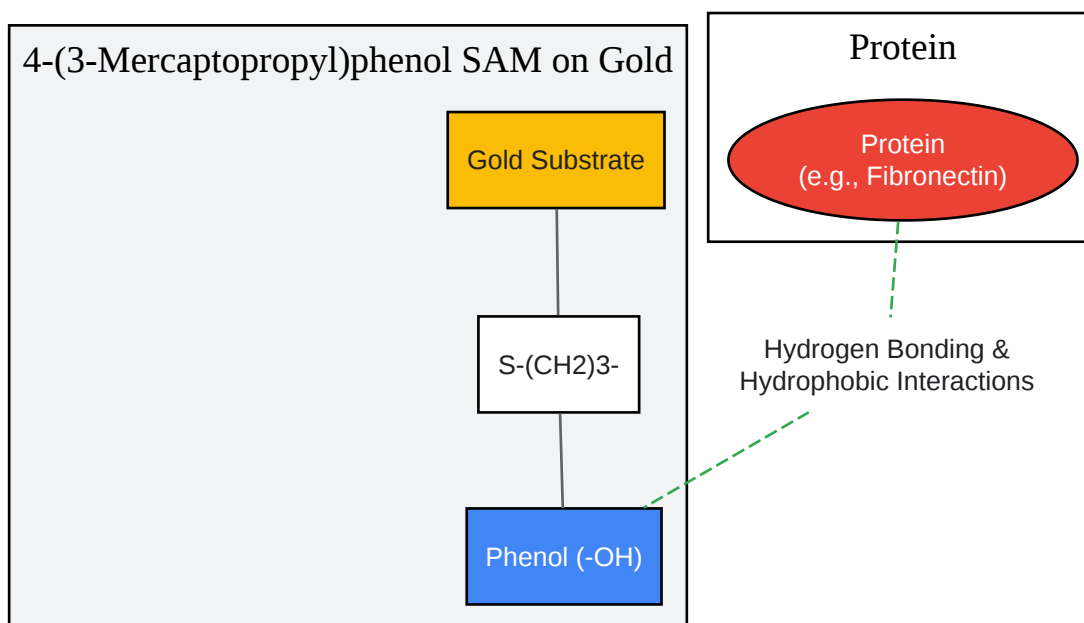 4-(3-Mercaptopropyl)phenol SAM on Gold
Gold Substrate
S-(CH2)3-
Phenol (-OH)
Protein
Protein
(e.g., Fibronectin)
Hydrogen Bonding &
Hydrophobic Interactions